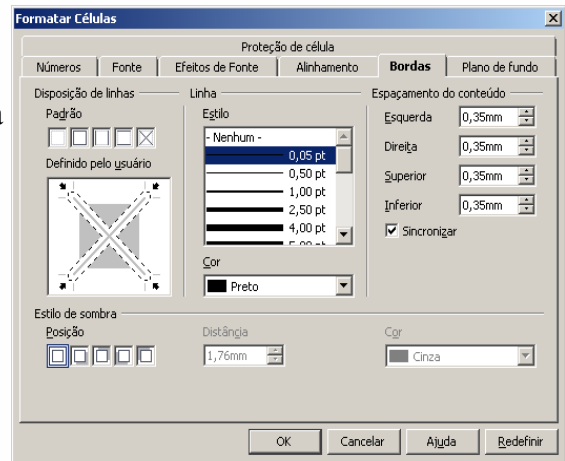 Formatar Células
Proteção de célula
Números Fonte Efeitos de Fonte Alinhamento Bordas Plano de fundo
Disposição de linhas
Padrão
Definido pelo usuário
Linha
Estilo
- Nenhum -
0,05 pt
0,50 pt
1,00 pt
2,50 pt
4,00 pt
Cor
Preto
Espaçamento do conteúdo
Esquerda 0,35mm
Direita 0,35mm
Superior 0,35mm
Inferior 0,35mm
Sincronizar
Estilo de sombra
Posição
Distância
1,76mm
Cor
Cinza
OK Cancelar Ajuda Redefinir
a